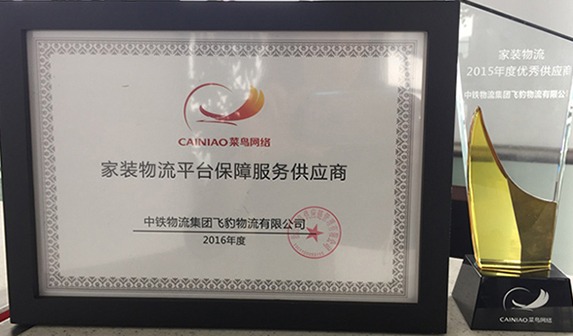 CAINIAO 菜鸟网络
家装物流平台保障服务供应商
中铁物流集团飞豹物流有限公司
2016年度
家装物流
2015年度优秀供应商
中铁物流集团飞豹物流有限公
CAINIAO 菜鸟网络